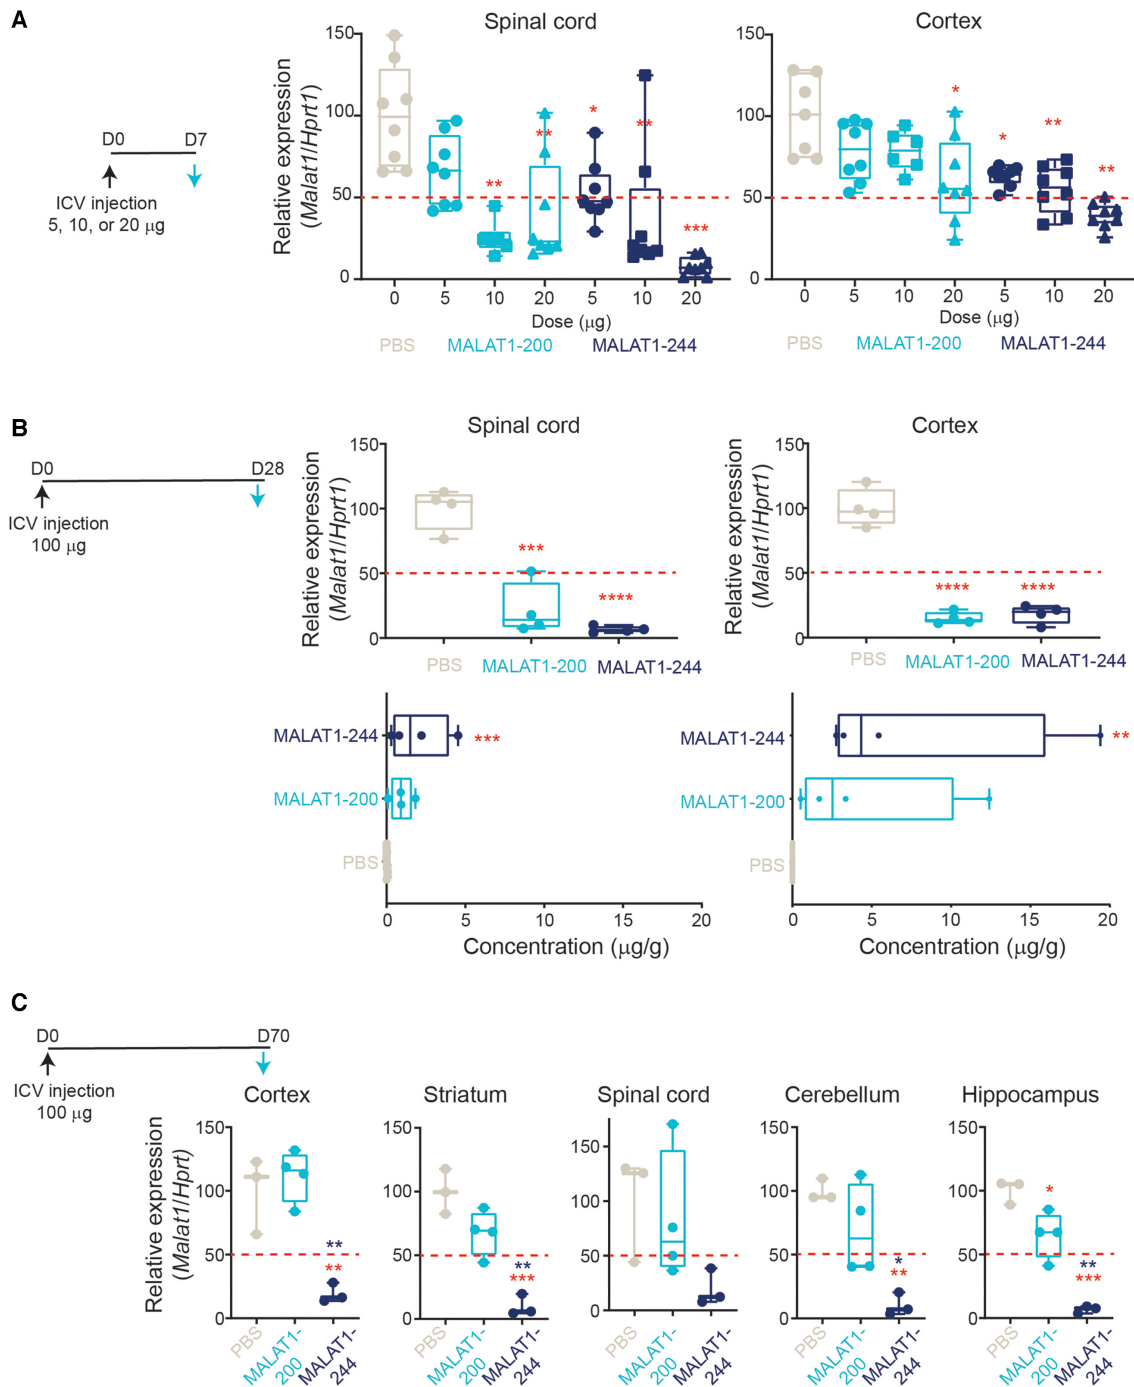 A
Spinal cord
Cortex
D0 D7
ICV injection
5, 10, or 20 µg
Relative expression
(Malat1/Hprt1)
150
100
50
0
** ** * ** ***
0 5 10 20 5 10 20
Dose (µg)
PBS MALAT1-200 MALAT1-244
150
100
50
0
* * ** **
0 5 10 20 5 10 20
Dose (µg)
PBS MALAT1-200 MALAT1-244
B
Spinal cord
Cortex
D0 D28
ICV injection
100 µg
Relative expression
(Malat1/Hprt1)
150
100
50
0
*** ****
PBS MALAT1-200 MALAT1-244
Relative expression
(Malat1/Hprt1)
150
100
50
0
**** ****
PBS MALAT1-200 MALAT1-244
MALAT1-244 ***
MALAT1-200
PBS
0 5 10 15 20
Concentration (µg/g)
MALAT1-244 **
MALAT1-200
PBS
0 5 10 15 20
Concentration (µg/g)
C
D0 D70
ICV injection
100 µg
Relative expression
(Malat1/Hprt)
Cortex
150
100
50
0
**
**
PBS
MALAT1-
200
MALAT1-
244
Striatum
150
100
50
0
**
***
PBS
MALAT1-
200
MALAT1-
244
Spinal cord
150
100
50
0
PBS
MALAT1-
200
MALAT1-
244
Cerebellum
150
100
50
0
*
**
PBS
MALAT1-
200
MALAT1-
244
Hippocampus
150
100
50
0
*
**
***
PBS
MALAT1-
200
MALAT1-
244